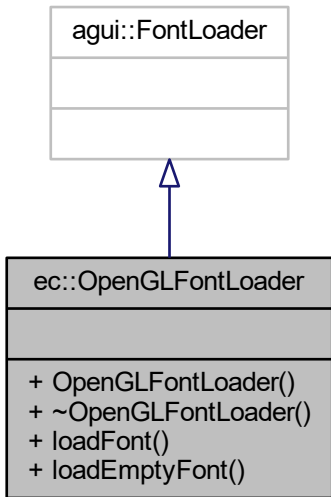 agui::FontLoader
ec::OpenGLFontLoader
+ OpenGLFontLoader()
+ ~OpenGLFontLoader()
+ loadFont()
+ loadEmptyFont()